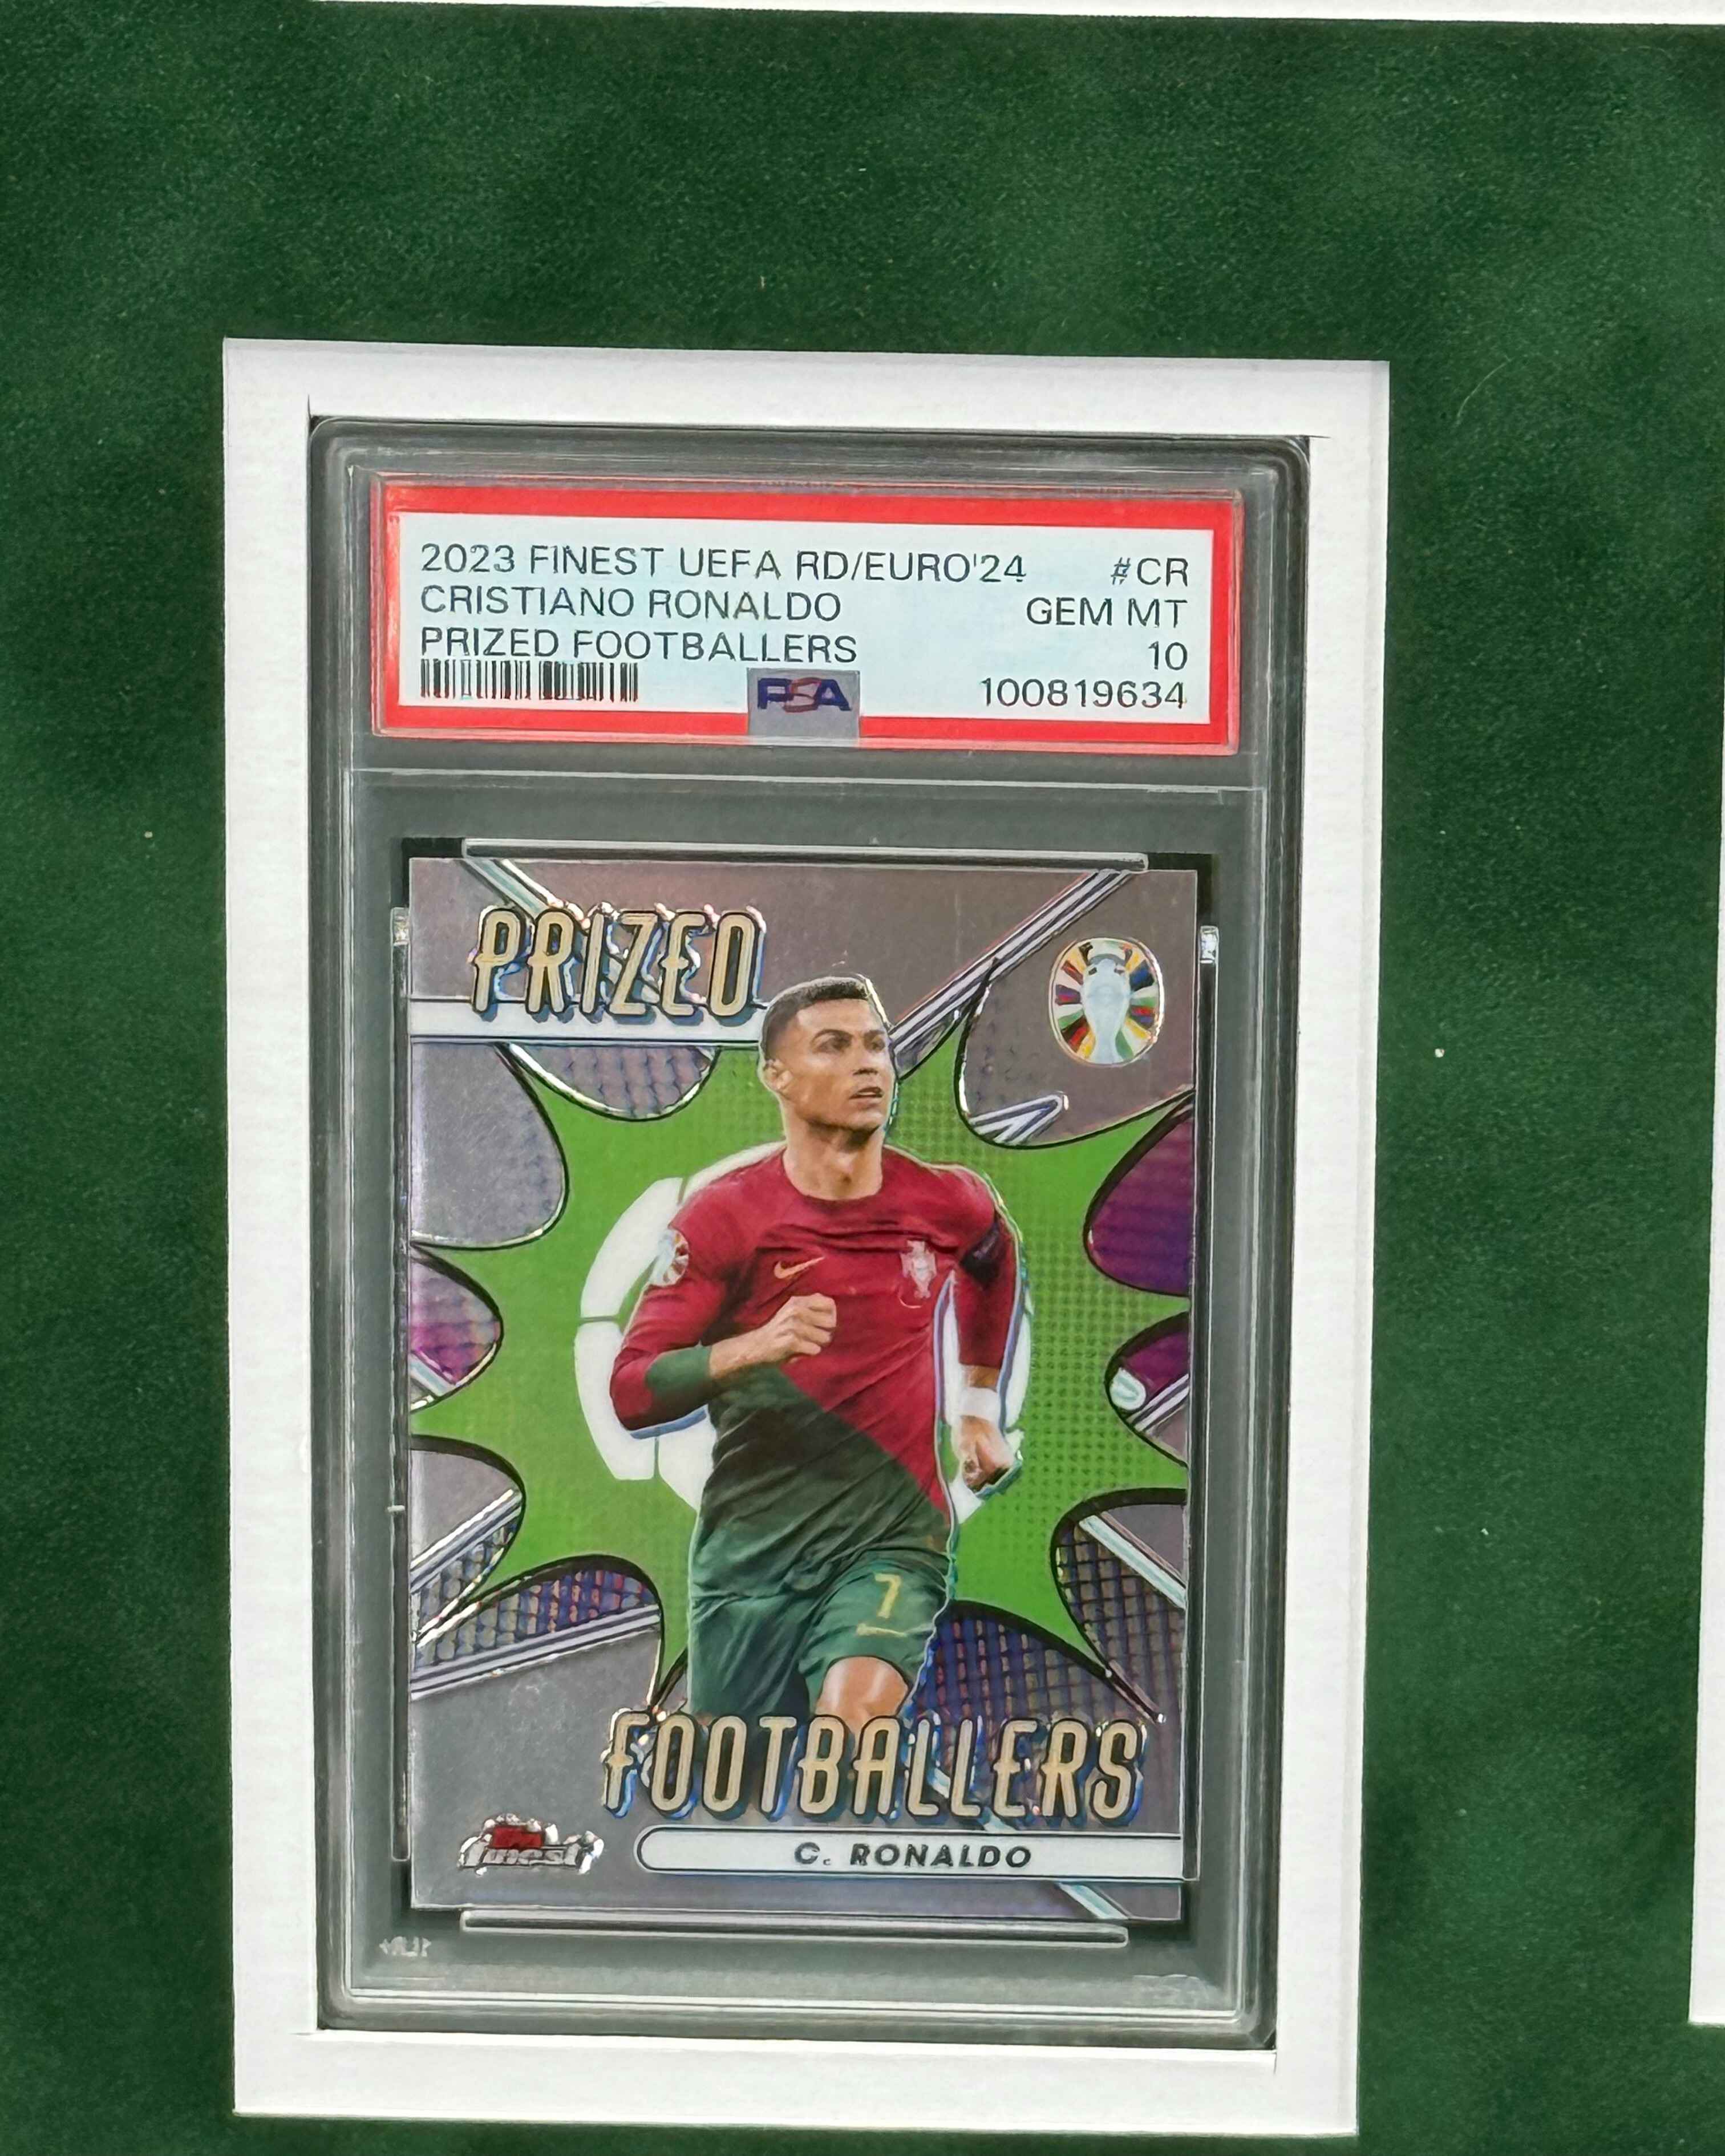 2023 FINEST UEFA RD/EURO'24 #CR
CRISTIANO RONALDO GEM MT
PRIZED FOOTBALLERS 10
PSA 100819634
PRIZED
7
FOOTBALLERS
finest
C. RONALDO